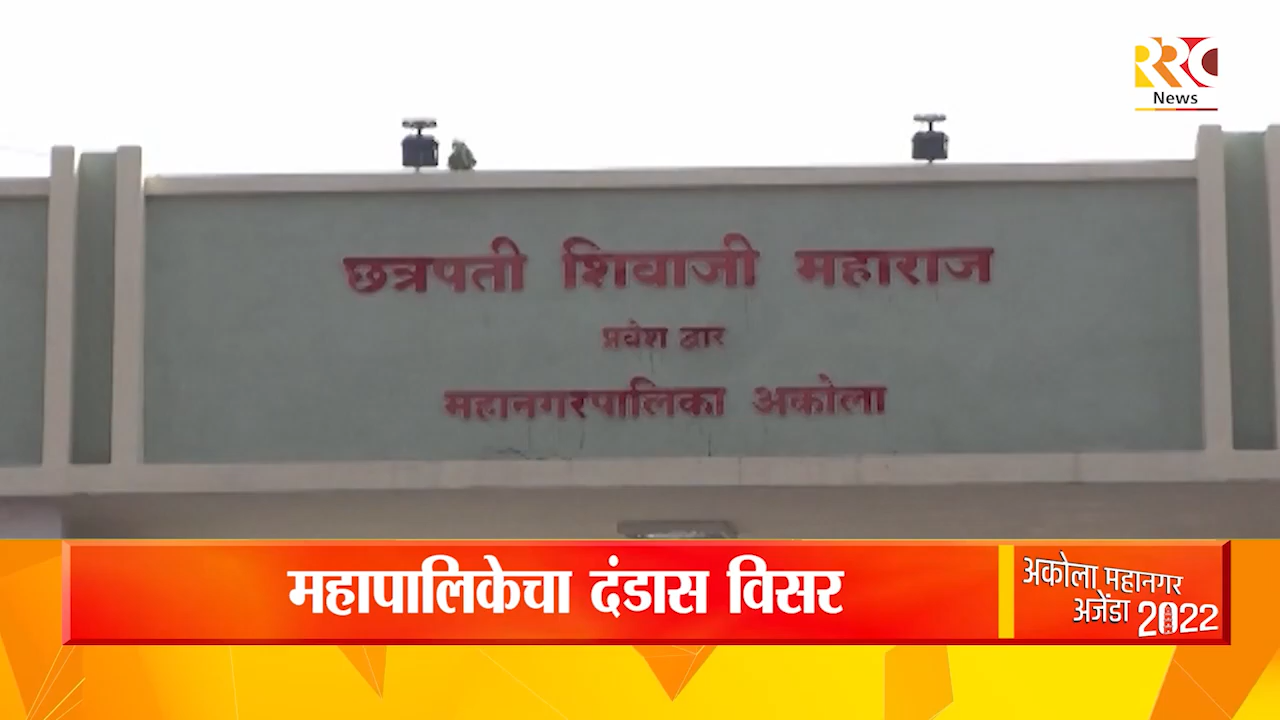 RRC
News
छत्रपती शिवाजी महाराज
प्रवेश द्वार
महानगरपालिका अकोला
महापालिकेचा दंडास विसर
अकोला महानगर
अजेंडा 2022